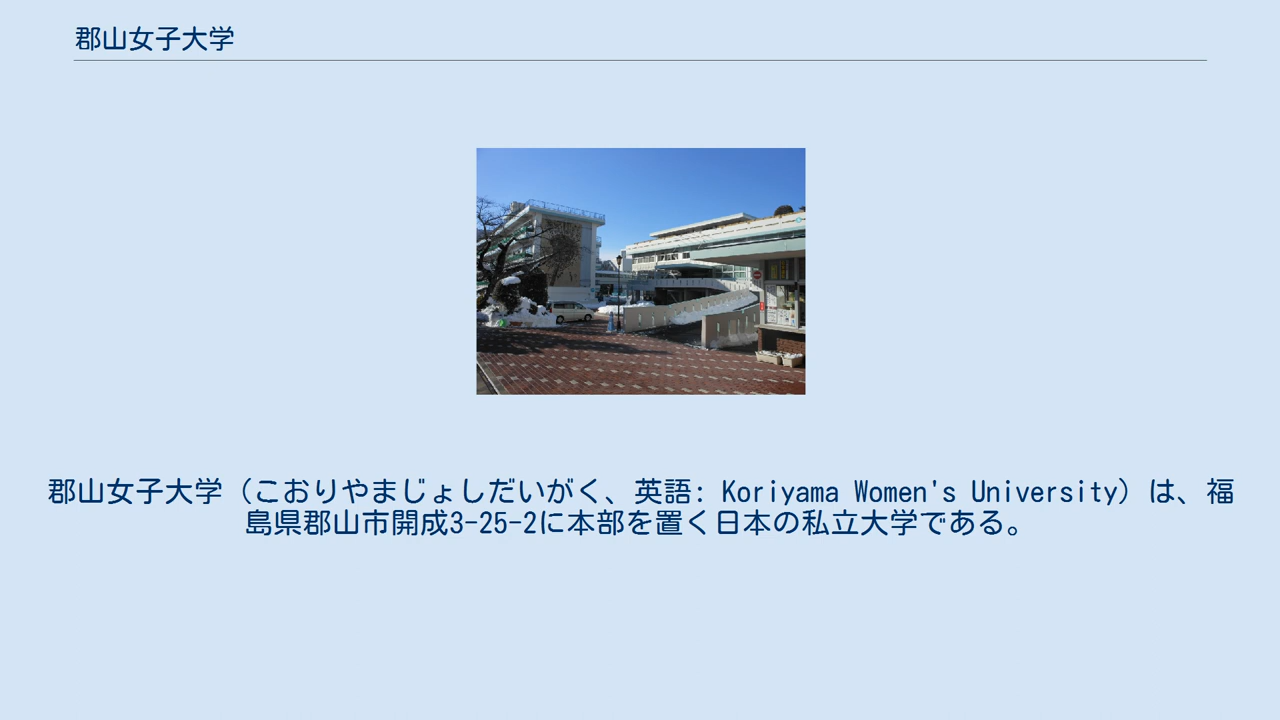 郡山女子大学
郡山女子大学（こおりやまじょしだいがく、英語: Koriyama Women's University）は、福
島県郡山市開成3-25-2に本部を置く日本の私立大学である。